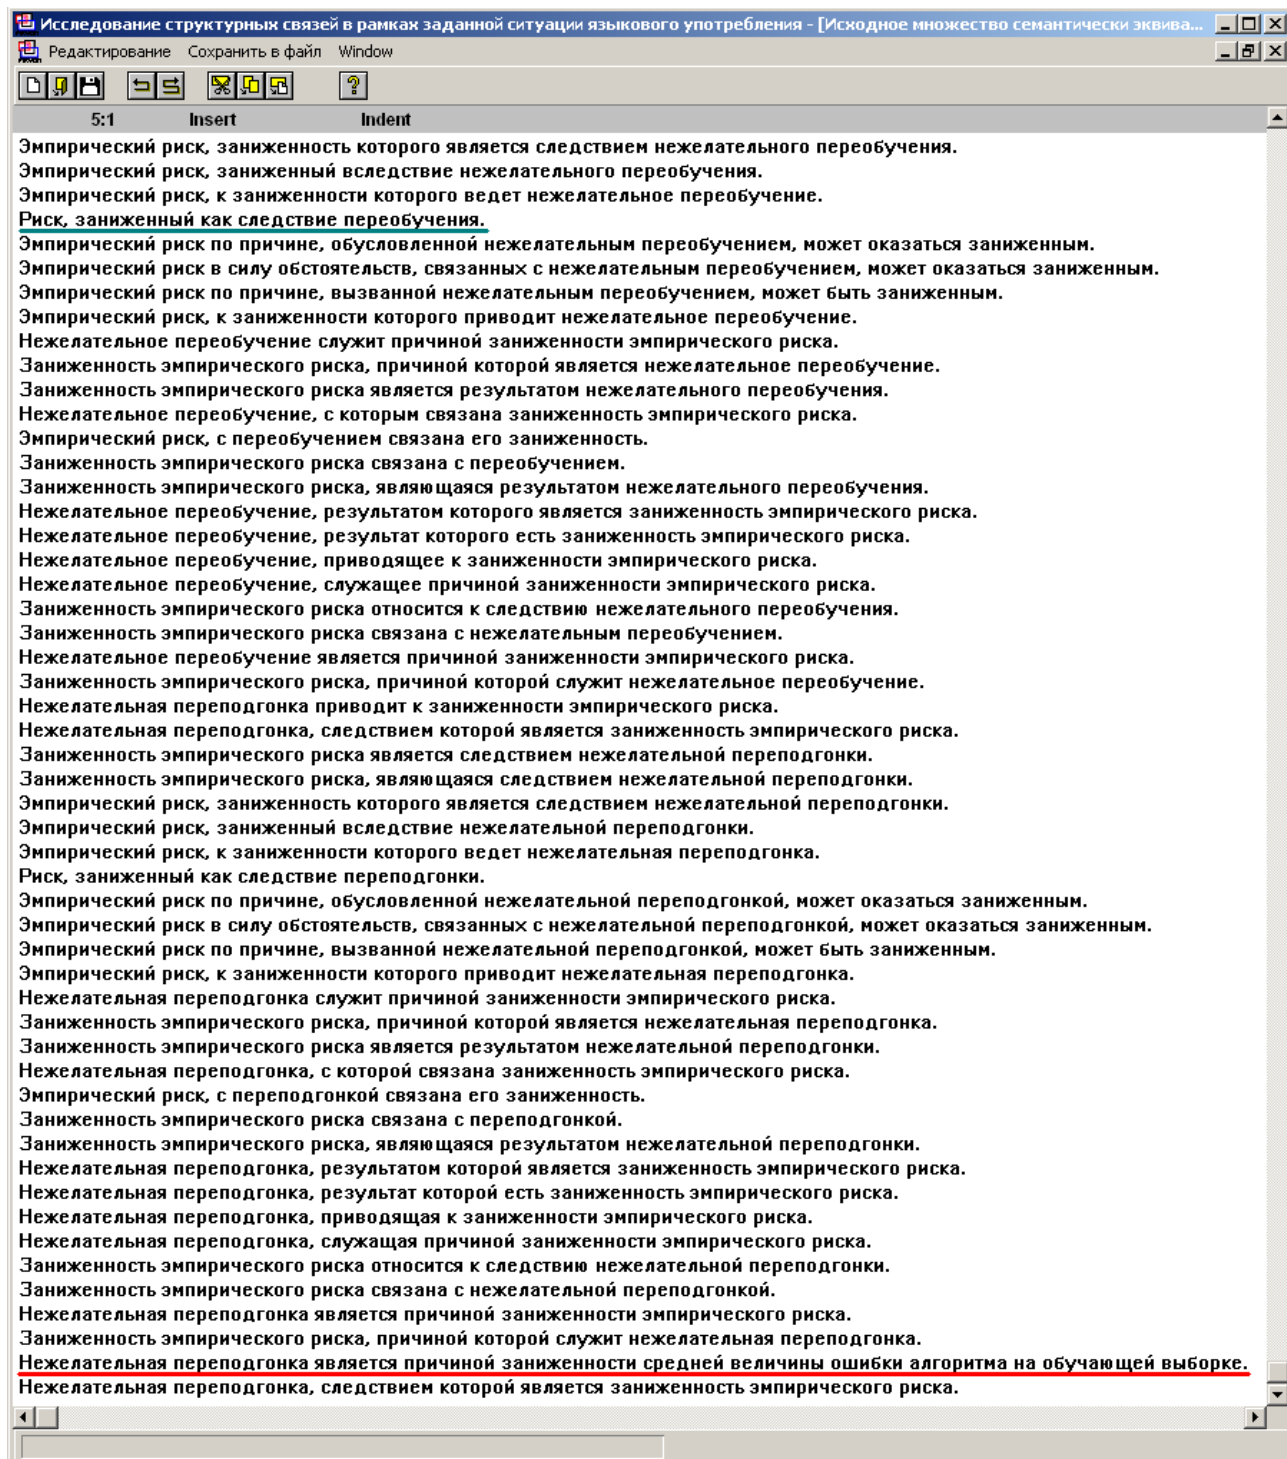 Исследование структурных связей в рамках заданной ситуации языкового употребления - [Исходное множество семантически эквива...
Редактирование Сохранить в файл Window
5:1 Insert Indent
Эмпирический риск, заниженность которого является следствием нежелательного переобучения.
Эмпирический риск, заниженный вследствие нежелательного переобучения.
Эмпирический риск, к заниженности которого ведет нежелательное переобучение.
Риск, заниженный как следствие переобучения.
Эмпирический риск по причине, обусловленной нежелательным переобучением, может оказаться заниженным.
Эмпирический риск в силу обстоятельств, связанных с нежелательным переобучением, может оказаться заниженным.
Эмпирический риск по причине, вызванной нежелательным переобучением, может быть заниженным.
Эмпирический риск, к заниженности которого приводит нежелательное переобучение.
Нежелательное переобучение служит причиной заниженности эмпирического риска.
Заниженность эмпирического риска, причиной которой является нежелательное переобучение.
Заниженность эмпирического риска является результатом нежелательного переобучения.
Нежелательное переобучение, с которым связана заниженность эмпирического риска.
Эмпирический риск, с переобучением связана его заниженность.
Заниженность эмпирического риска связана с переобучением.
Заниженность эмпирического риска, являющаяся результатом нежелательного переобучения.
Нежелательное переобучение, результатом которого является заниженность эмпирического риска.
Нежелательное переобучение, результат которого есть заниженность эмпирического риска.
Нежелательное переобучение, приводящее к заниженности эмпирического риска.
Нежелательное переобучение, служащее причиной заниженности эмпирического риска.
Заниженность эмпирического риска относится к следствию нежелательного переобучения.
Заниженность эмпирического риска связана с нежелательным переобучением.
Нежелательное переобучение является причиной заниженности эмпирического риска.
Заниженность эмпирического риска, причиной которой служит нежелательное переобучение.
Нежелательная переподгонка приводит к заниженности эмпирического риска.
Нежелательная переподгонка, следствием которой является заниженность эмпирического риска.
Заниженность эмпирического риска является следствием нежелательной переподгонки.
Заниженность эмпирического риска, являющаяся следствием нежелательной переподгонки.
Эмпирический риск, заниженность которого является следствием нежелательной переподгонки.
Эмпирический риск, заниженный вследствие нежелательной переподгонки.
Эмпирический риск, к заниженности которого ведет нежелательная переподгонка.
Риск, заниженный как следствие переподгонки.
Эмпирический риск по причине, обусловленной нежелательной переподгонкой, может оказаться заниженным.
Эмпирический риск в силу обстоятельств, связанных с нежелательной переподгонкой, может оказаться заниженным.
Эмпирический риск по причине, вызванной нежелательной переподгонкой, может быть заниженным.
Эмпирический риск, к заниженности которого приводит нежелательная переподгонка.
Нежелательная переподгонка служит причиной заниженности эмпирического риска.
Заниженность эмпирического риска, причиной которой является нежелательная переподгонка.
Заниженность эмпирического риска является результатом нежелательной переподгонки.
Нежелательная переподгонка, с которой связана заниженность эмпирического риска.
Эмпирический риск, с переподгонкой связана его заниженность.
Заниженность эмпирического риска связана с переподгонкой.
Заниженность эмпирического риска, являющаяся результатом нежелательной переподгонки.
Нежелательная переподгонка, результатом которой является заниженность эмпирического риска.
Нежелательная переподгонка, результат которой есть заниженность эмпирического риска.
Нежелательная переподгонка, приводящая к заниженности эмпирического риска.
Нежелательная переподгонка, служащая причиной заниженности эмпирического риска.
Заниженность эмпирического риска относится к следствию нежелательной переподгонки.
Заниженность эмпирического риска связана с нежелательной переподгонкой.
Нежелательная переподгонка является причиной заниженности эмпирического риска.
Заниженность эмпирического риска, причиной которой служит нежелательная переподгонка.
Нежелательная переподгонка является причиной заниженности средней величины ошибки алгоритма на обучающей выборке.
Нежелательная переподгонка, следствием которой является заниженность эмпирического риска.